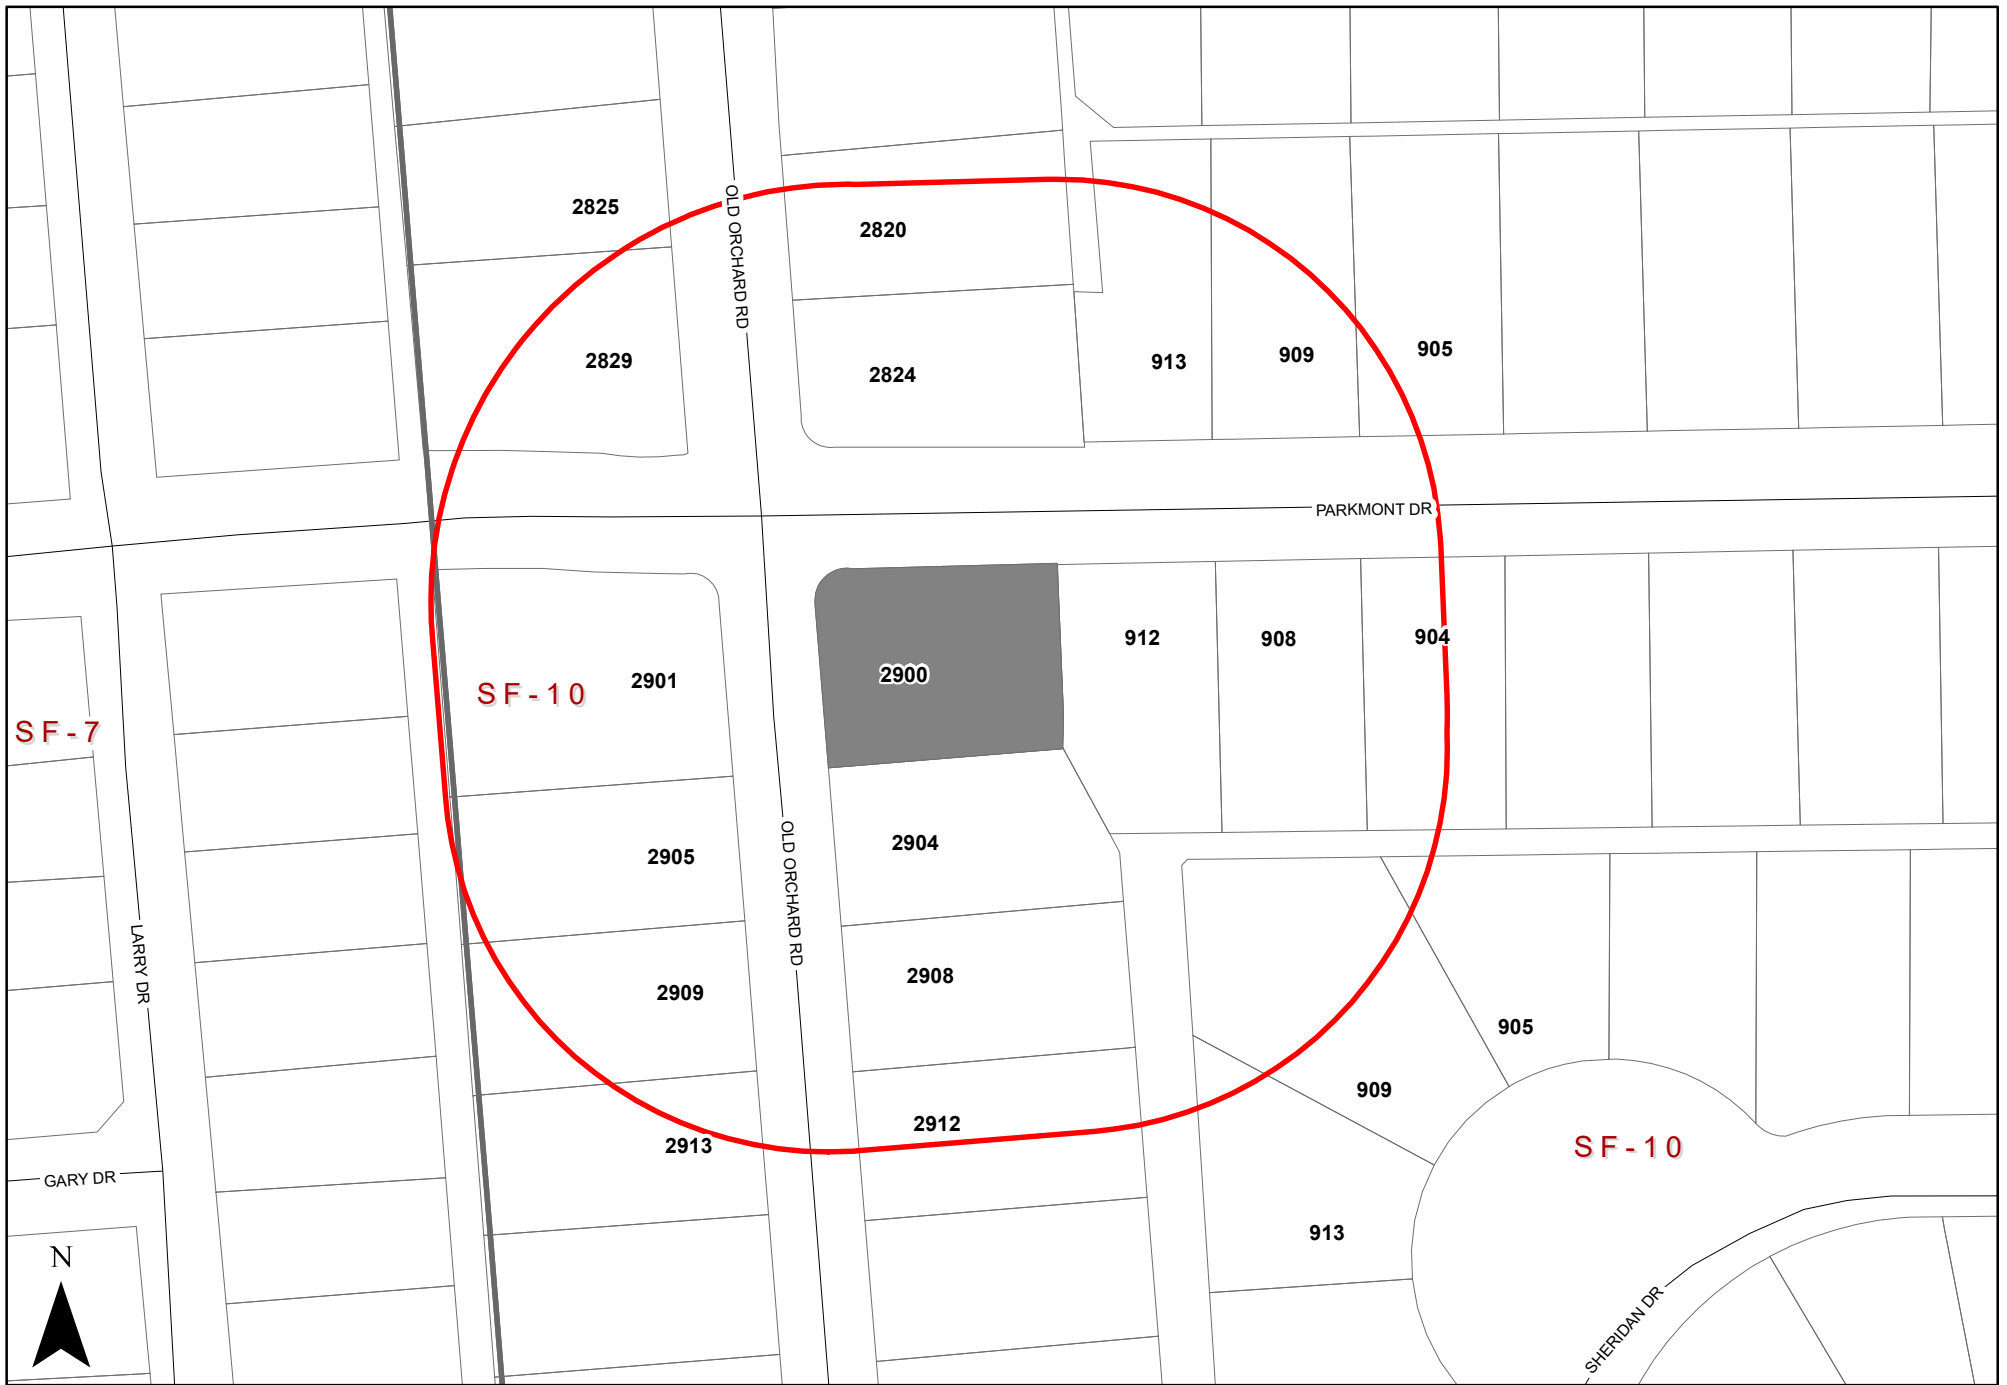 2825
OLD ORCHARD RD
2820
2829
2824
913
909
905
PARKMONT DR
2901
SF-10
2900
912
908
904
SF-7
2905
OLD ORCHARD RD
2904
LARRY DR
2909
2908
905
909
2913
2912
SF-10
GARY DR
913
N
SHERIDAN DR